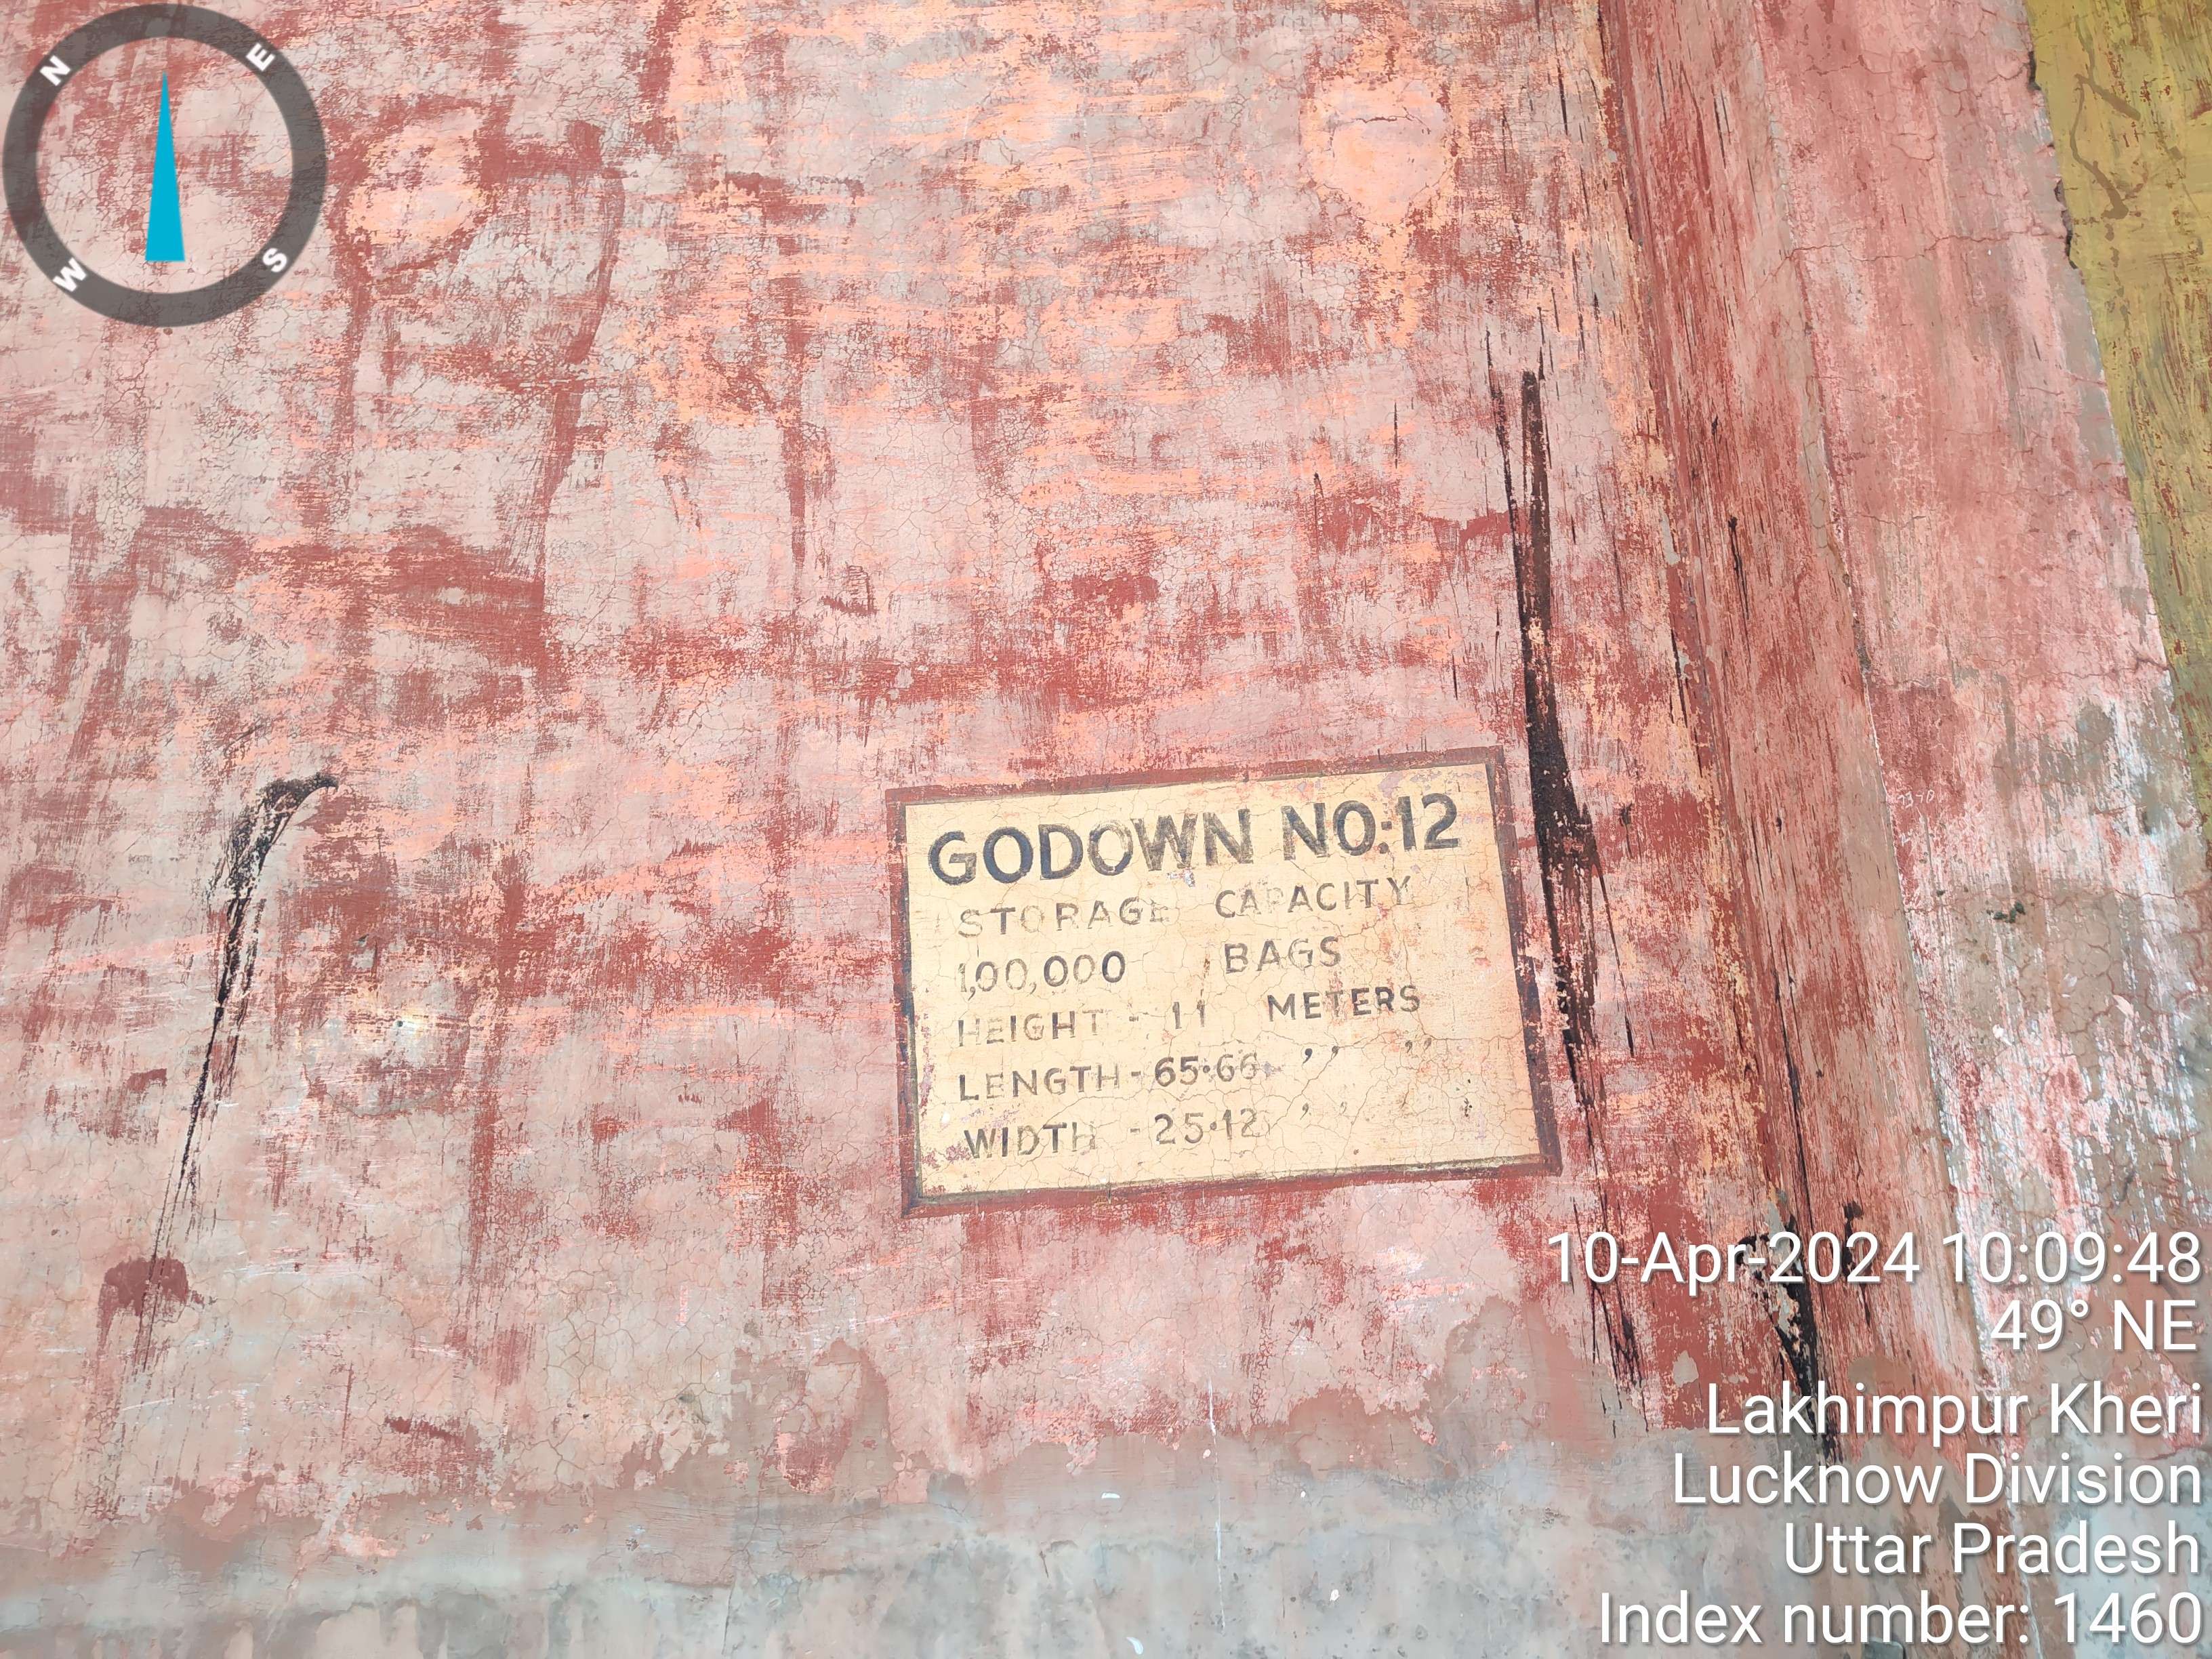 N
E
W
S
GODOWN NO:12
STORAGE CAPACITY
1,00,000 BAGS
HEIGHT - 11 METERS
LENGTH - 65.66 ,, ,,
WIDTH - 25.12 ,,
10-Apr-2024 10:09:48
49° NE
Lakhimpur Kheri
Lucknow Division
Uttar Pradesh
Index number: 1460